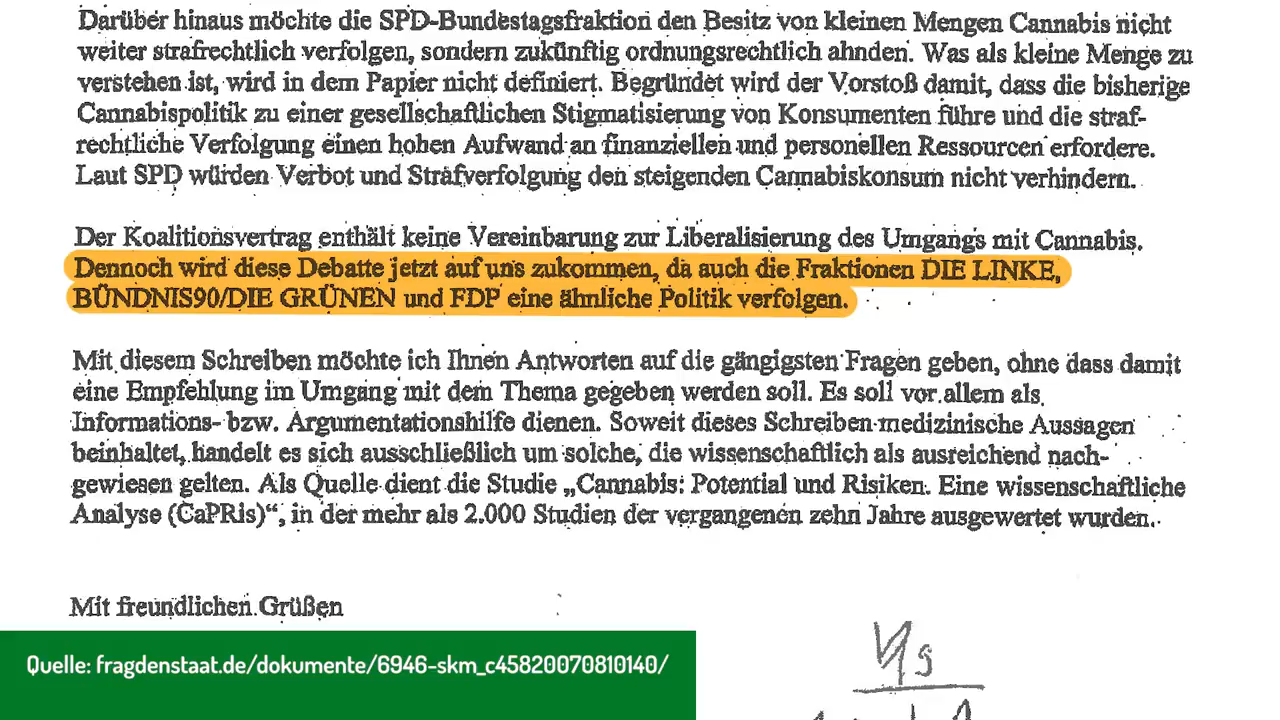 Darüber hinaus möchte die SPD-Bundestagsfraktion den Besitz von kleinen Mengen Cannabis nicht
weiter strafrechtlich verfolgen, sondern zukünftig ordnungsrechtlich ahnden. Was als kleine Menge zu
verstehen ist, wird in dem Papier nicht definiert. Begründet wird der Vorstoß damit, dass die bisherige
Cannabispolitik zu einer gesellschaftlichen Stigmatisierung von Konsumenten führe und die straf-
rechtliche Verfolgung einen hohen Aufwand an finanziellen und personellen Ressourcen erfordere.
Laut SPD würden Verbot und Strafverfolgung den steigenden Cannabiskonsum nicht verhindern.
Der Koalitionsvertrag enthält keine Vereinbarung zur Liberalisierung des Umgangs mit Cannabis.
Dennoch wird diese Debatte jetzt auf uns zukommen, da auch die Fraktionen DIE LINKE,
BÜNDNIS90/DIE GRÜNEN und FDP eine ähnliche Politik verfolgen.
Mit diesem Schreiben möchte ich Ihnen Antworten auf die gängigsten Fragen geben, ohne dass damit
eine Empfehlung im Umgang mit dem Thema gegeben werden soll. Es soll vor allem als
Informations- bzw. Argumentationshilfe dienen. Soweit dieses Schreiben medizinische Aussagen
beinhaltet, handelt es sich ausschließlich um solche, die wissenschaftlich als ausreichend nach-
gewiesen gelten. Als Quelle dient die Studie „Cannabis: Potential und Risiken. Eine wissenschaftliche
Analyse (CaPRis)“, in der mehr als 2.000 Studien der vergangenen zehn Jahre ausgewertet wurden.
Mit freundlichen Grüßen
Quelle: fragdenstaat.de/dokumente/6946-skm_c45820070810140/